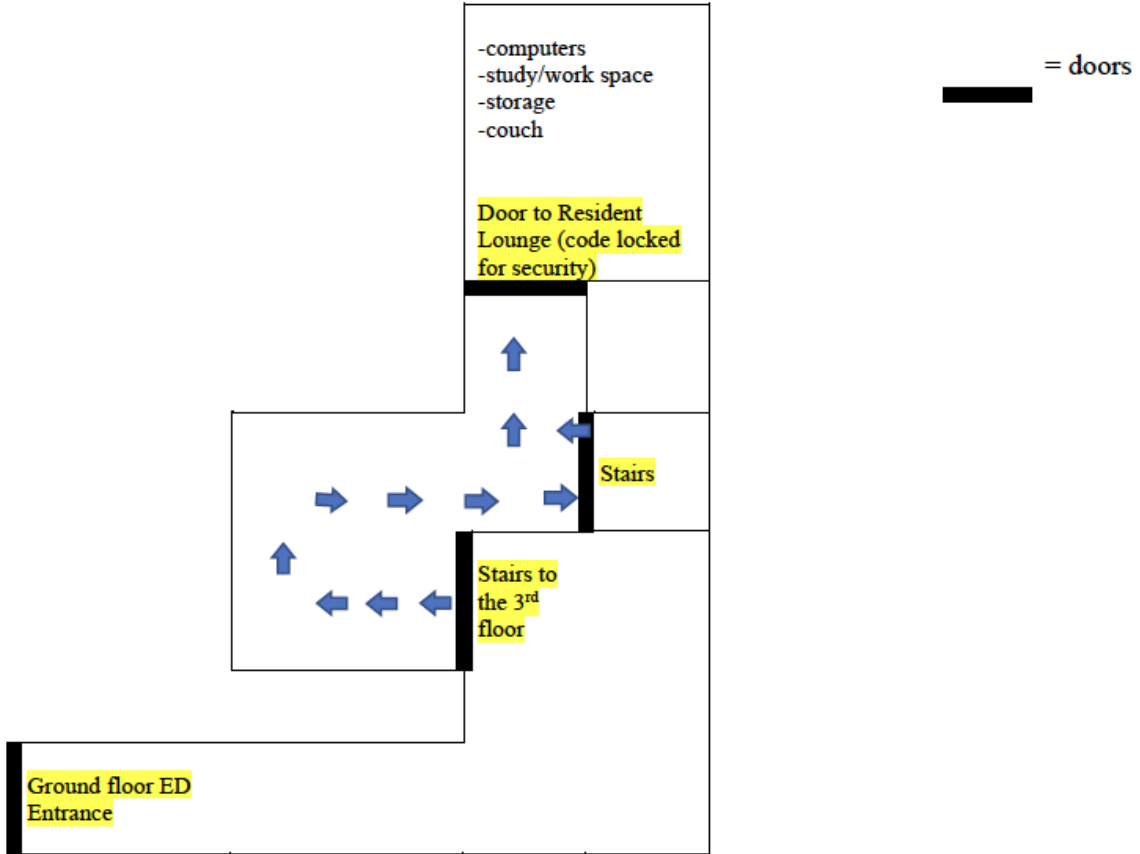 -computers
-study/work space
-storage
-couch
= doors
Door to Resident
Lounge (code locked
for security)
Stairs
Stairs to
the 3rd
floor
Ground floor ED
Entrance